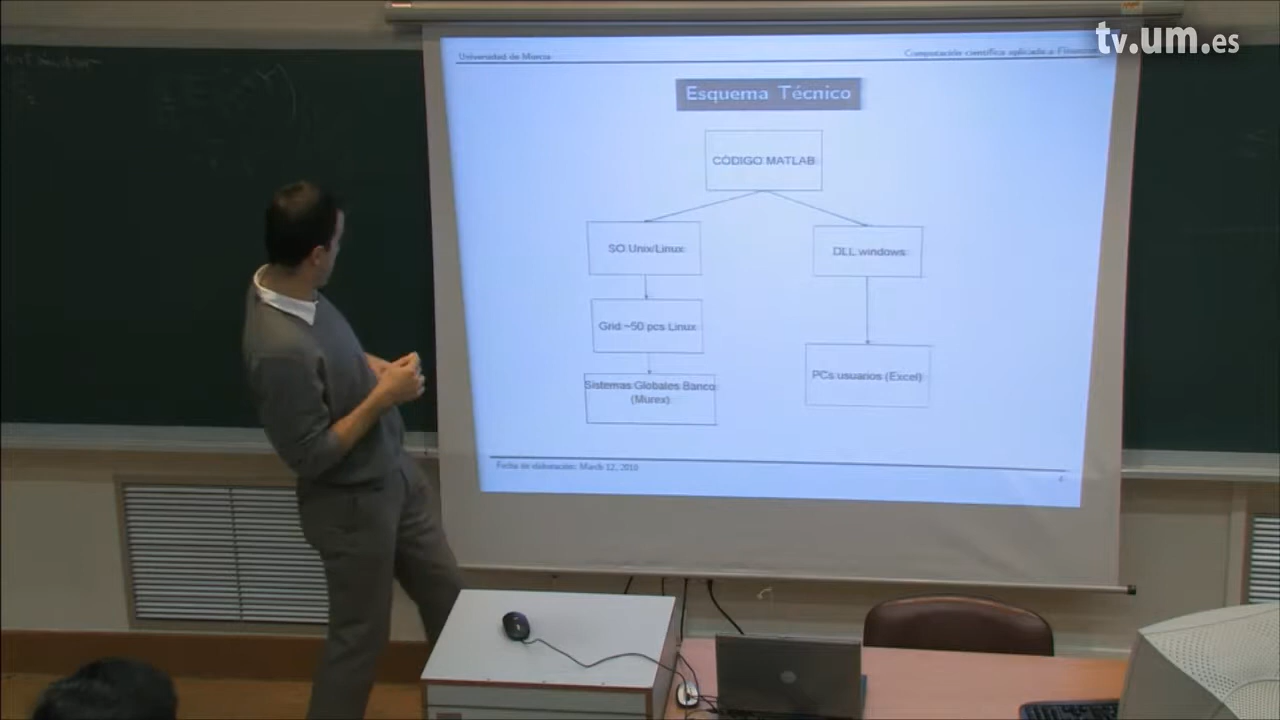 tv.um.es
Universidad de Murcia
Computación científica aplicada a Finanzas
Esquema Técnico
CÓDIGO MATLAB
SO Unix/Linux
DLL windows
Grid ~50 pcs Linux
PCs usuarios (Excel)
Sistemas Globales Banco
(Murex)
Fecha de elaboración: March 12, 2010
4